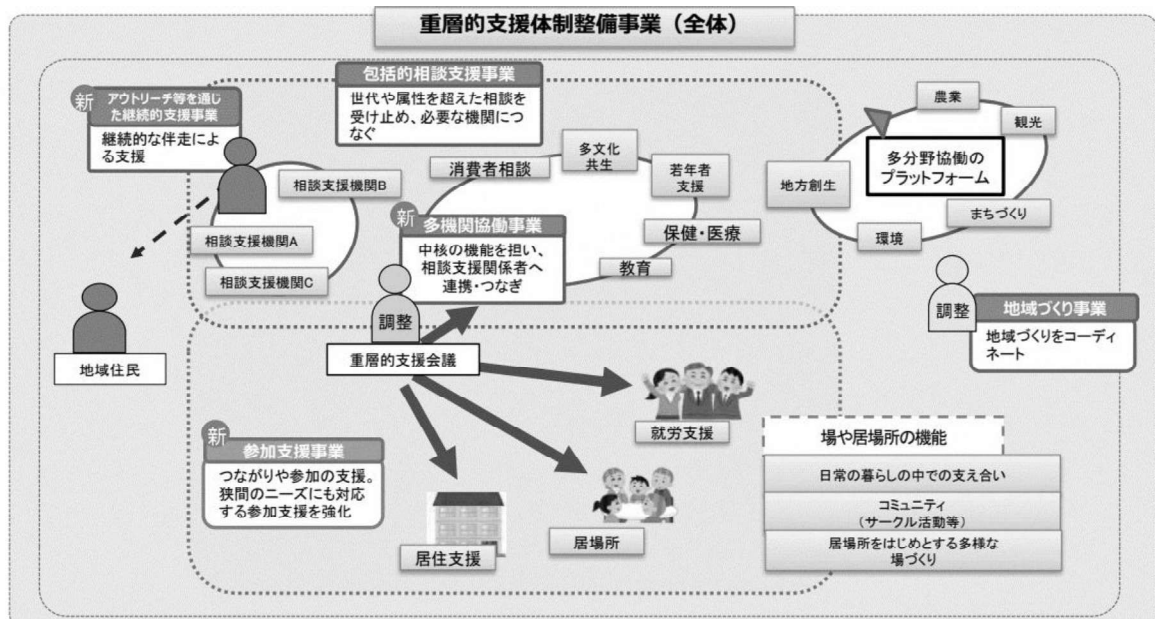 重層的支援体制整備事業(全体)
新
アウトリーチ等を通じ
た継続的支援事業
継続的な伴走によ
る支援
包括的相談支援事業
世代や属性を超えた相談を
受け止め、必要な機関につ
なぐ
相談支援機関B
相談支援機関A
相談支援機関C
消費者相談
多文化
共生
若年者
支援
保健・医療
教育
新
多機関協働事業
中核の機能を担い、
相談支援関係者へ
連携・つなぎ
農業
観光
多分野協働の
プラットフォーム
地方創生
まちづくり
環境
調整
地域づくり事業
地域づくりをコーディ
ネート
地域住民
調整
重層的支援会議
新
参加支援事業
つながりや参加の支援。
狭間のニーズにも対応
する参加支援を強化
就労支援
居場所
居住支援
場や居場所の機能
日常の暮らしの中での支え合い
コミュニティ
(サークル活動等)
居場所をはじめとする多様な
場づくり